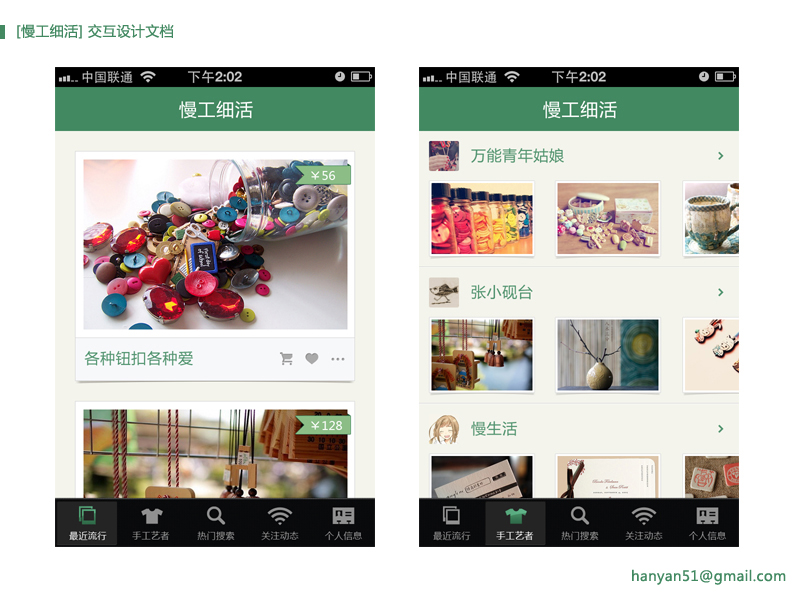 [慢工细活] 交互设计文档
中国联通 下午2:02
慢工细活
￥56
各种钮扣各种爱
￥128
最近流行 手工艺者 热门搜索 关注动态 个人信息
中国联通 下午2:02
慢工细活
万能青年姑娘
张小砚台
慢生活
最近流行 手工艺者 热门搜索 关注动态 个人信息
hanyan51@gmail.com